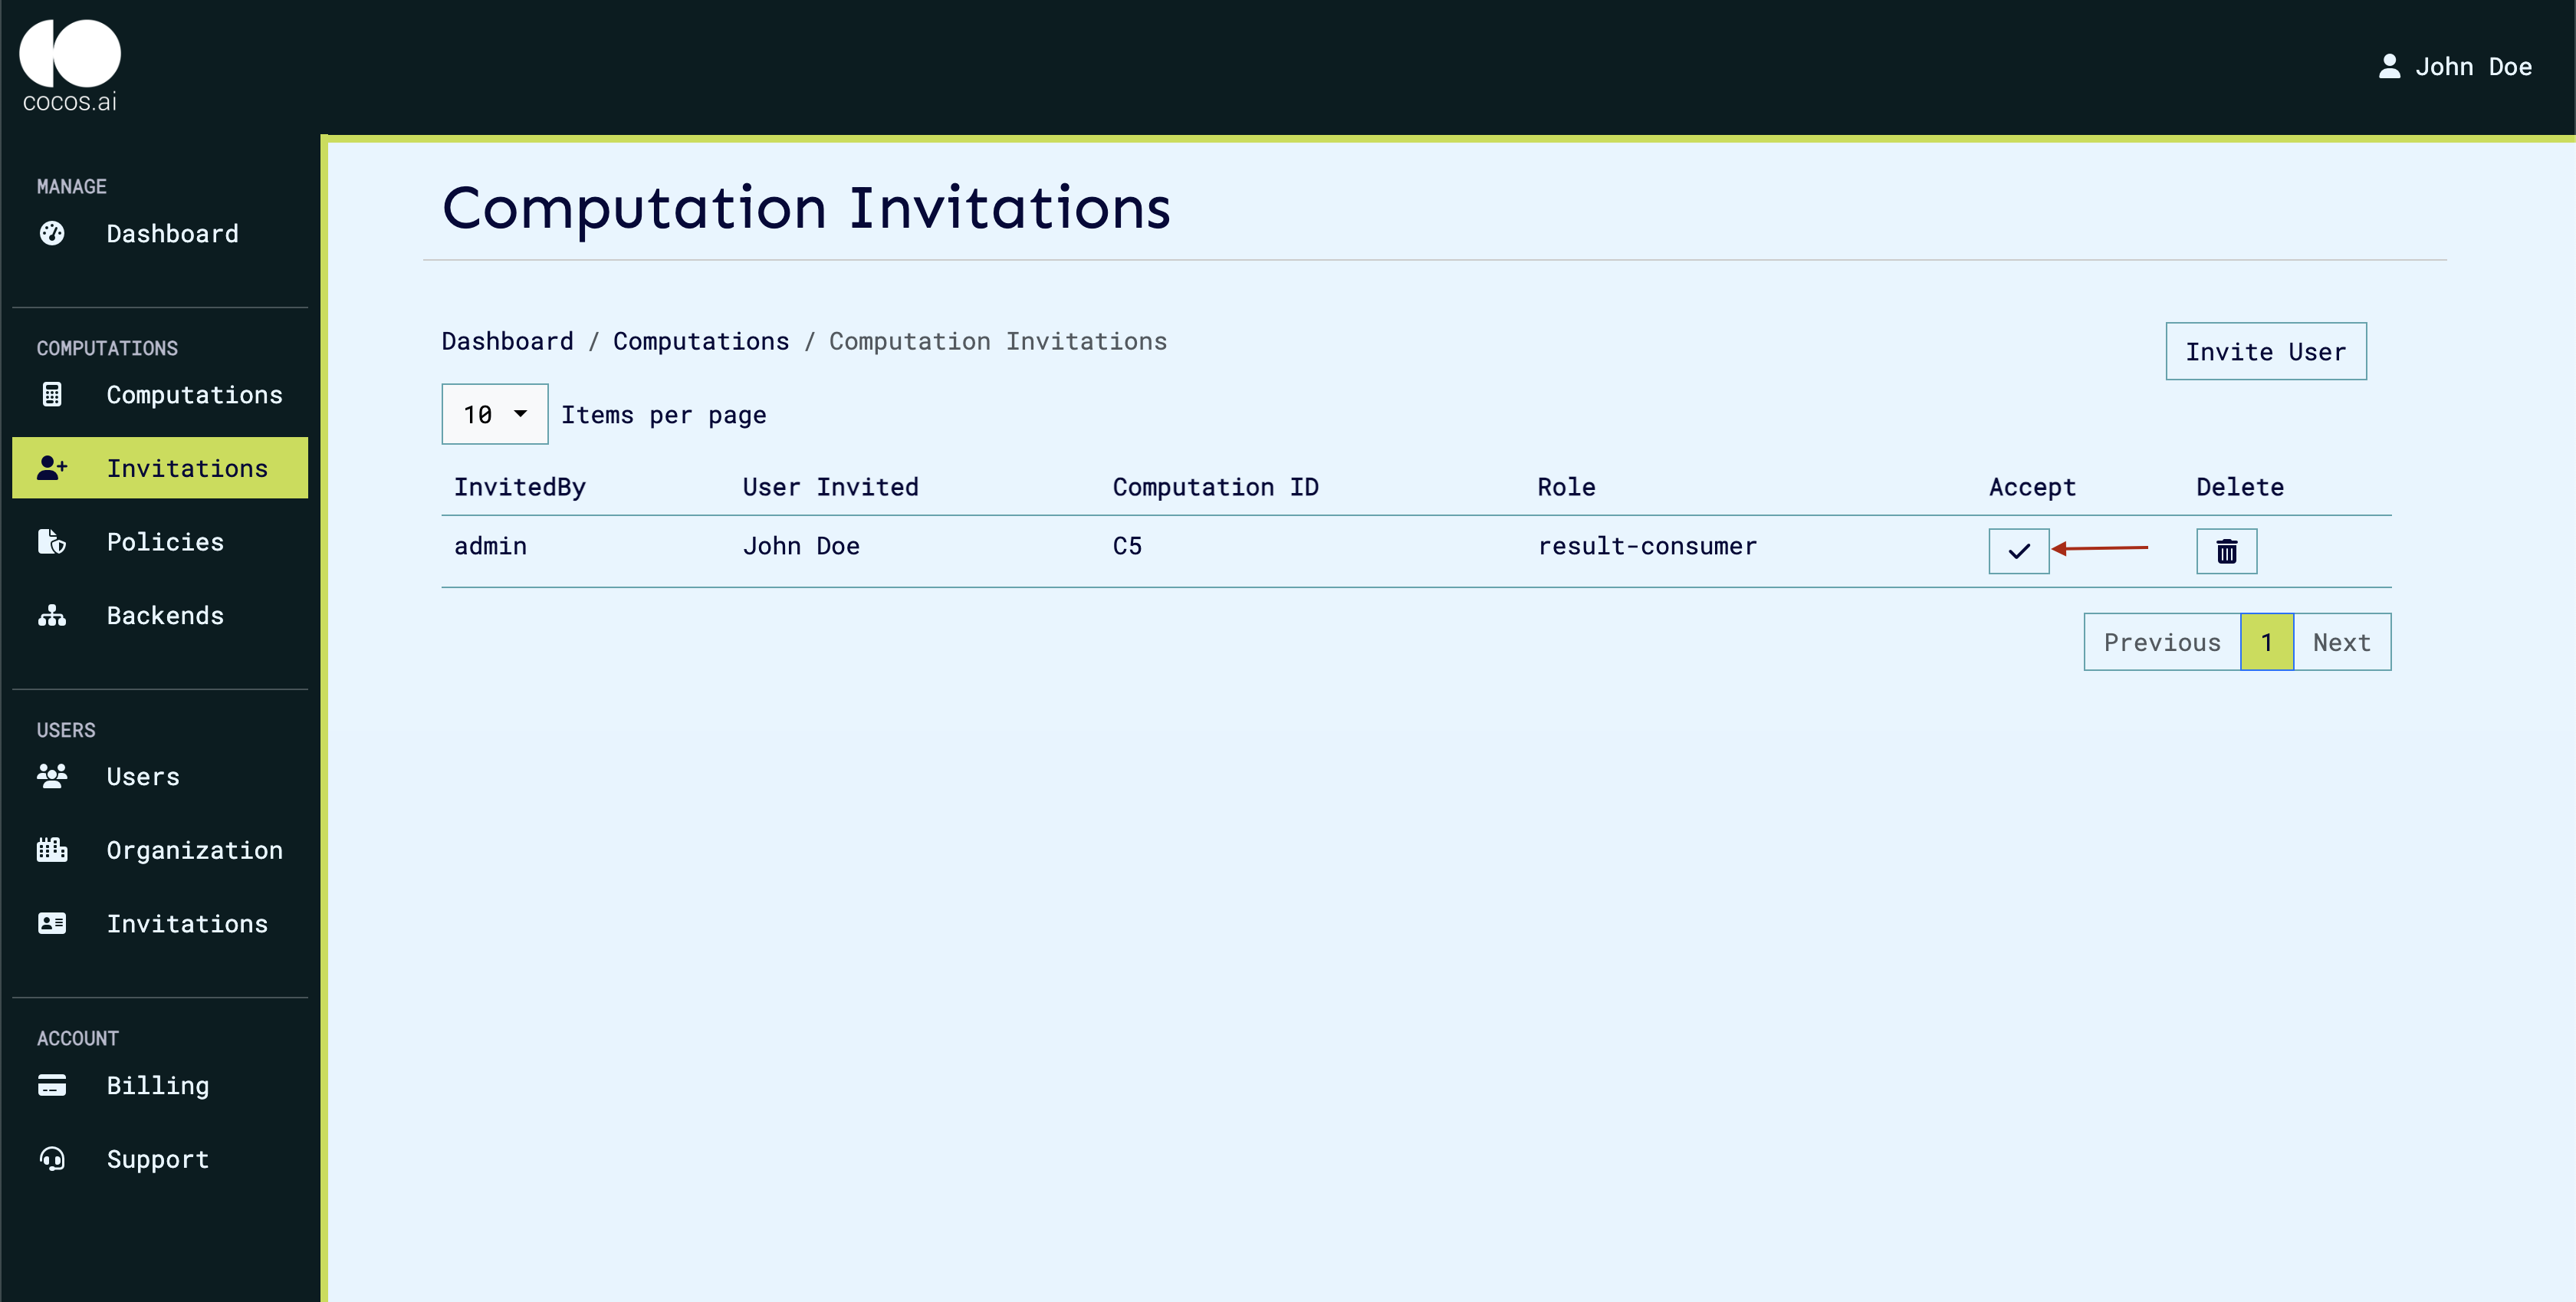 cocos.ai
John Doe
MANAGE
Dashboard
COMPUTATIONS
Computations
Invitations
Policies
Backends
USERS
Users
Organization
Invitations
ACCOUNT
Billing
Support
Computation Invitations
Dashboard / Computations / Computation Invitations
Invite User
10 Items per page
InvitedBy User Invited Computation ID Role Accept Delete
admin John Doe C5 result-consumer
Previous 1 Next